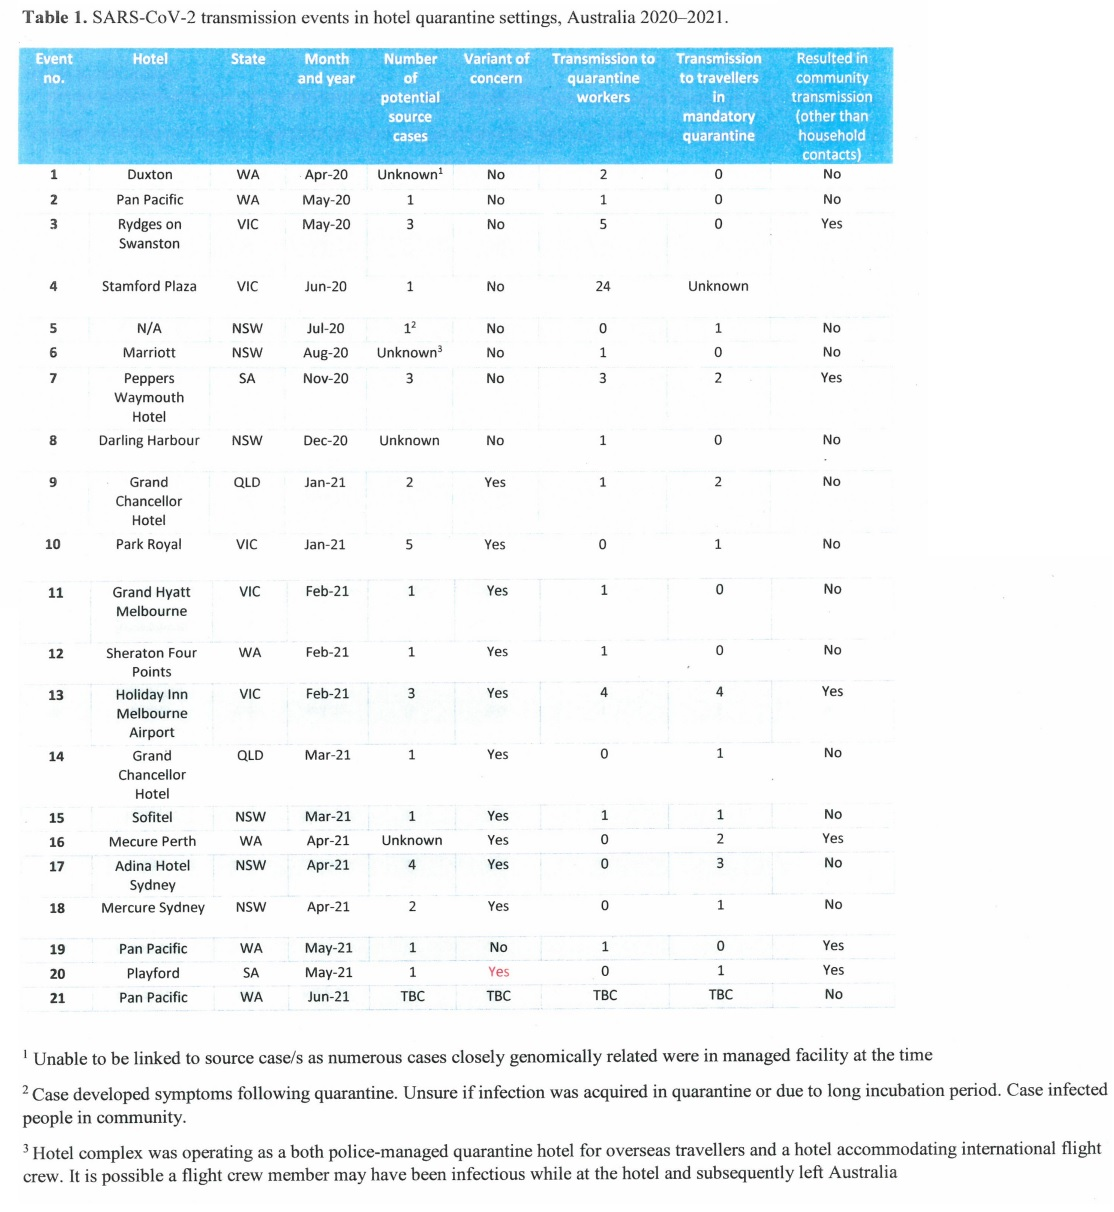 Table 1. SARS-CoV-2 transmission events in hotel quarantine settings, Australia 2020–2021.
Event no. Hotel State Month and year Number of potential source cases Variant of concern Transmission to quarantine workers Transmission to travellers in mandatory quarantine Resulted in community transmission (other than household contacts)
1 Duxton WA Apr-20 Unknown¹ No 2 0 No
2 Pan Pacific WA May-20 1 No 1 0 No
3 Rydges on Swanston VIC May-20 3 No 5 0 Yes
4 Stamford Plaza VIC Jun-20 1 No 24 Unknown
5 N/A NSW Jul-20 1² No 0 1 No
6 Marriott NSW Aug-20 Unknown³ No 1 0 No
7 Peppers Waymouth Hotel SA Nov-20 3 No 3 2 Yes
8 Darling Harbour NSW Dec-20 Unknown No 1 0 No
9 Grand Chancellor Hotel QLD Jan-21 2 Yes 1 2 No
10 Park Royal VIC Jan-21 5 Yes 0 1 No
11 Grand Hyatt Melbourne VIC Feb-21 1 Yes 1 0 No
12 Sheraton Four Points WA Feb-21 1 Yes 1 0 No
13 Holiday Inn Melbourne Airport VIC Feb-21 3 Yes 4 4 Yes
14 Grand Chancellor Hotel QLD Mar-21 1 Yes 0 1 No
15 Sofitel NSW Mar-21 1 Yes 1 1 No
16 Mecure Perth WA Apr-21 Unknown Yes 0 2 Yes
17 Adina Hotel Sydney NSW Apr-21 4 Yes 0 3 No
18 Mercure Sydney NSW Apr-21 2 Yes 0 1 No
19 Pan Pacific WA May-21 1 No 1 0 Yes
20 Playford SA May-21 1 Yes 0 1 Yes
21 Pan Pacific WA Jun-21 TBC TBC TBC TBC No
¹ Unable to be linked to source case/s as numerous cases closely genomically related were in managed facility at the time
² Case developed symptoms following quarantine. Unsure if infection was acquired in quarantine or due to long incubation period. Case infected
people in community.
³ Hotel complex was operating as a both police-managed quarantine hotel for overseas travellers and a hotel accommodating international flight
crew. It is possible a flight crew member may have been infectious while at the hotel and subsequently left Australia